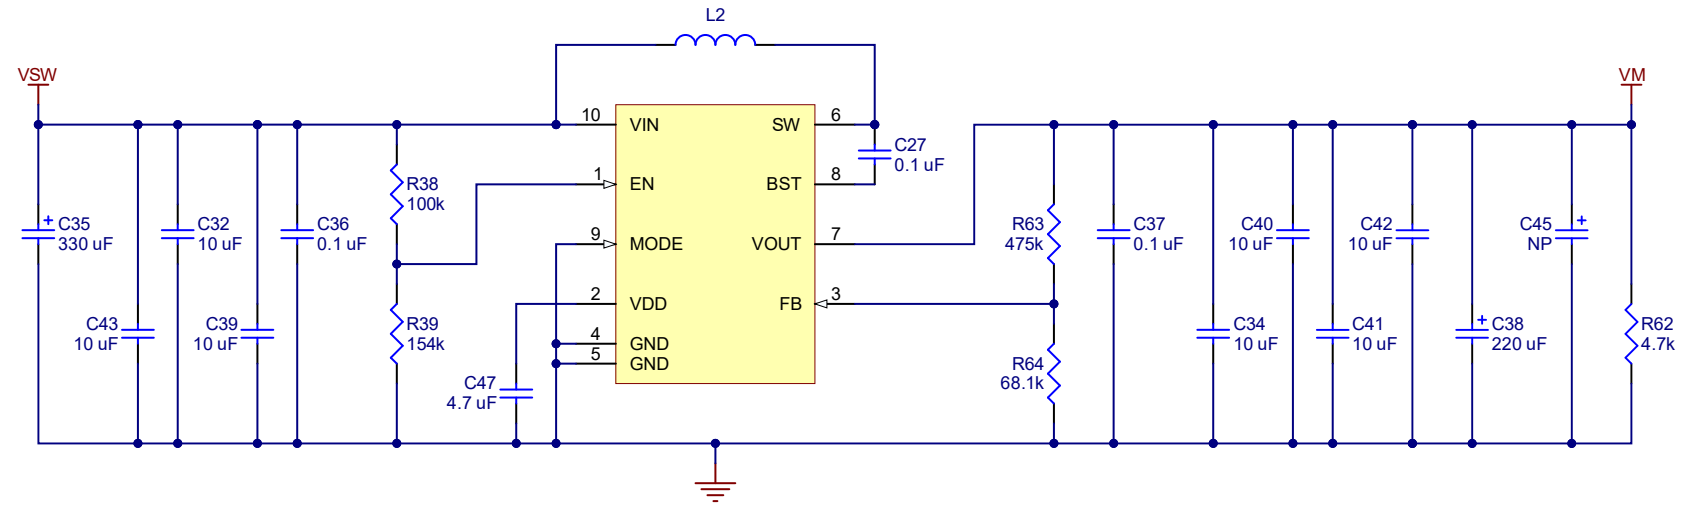 L2
VSW
VM
10
VIN
SW
6
C27
0.1 uF
1
EN
BST
8
R38
100k
C35
330 uF
C32
10 uF
C36
0.1 uF
9
MODE
VOUT
7
R63
475k
C37
0.1 uF
C40
10 uF
C42
10 uF
C45
NP
2
VDD
FB
3
C43
10 uF
C39
10 uF
R39
154k
4
GND
5
GND
C34
10 uF
C41
10 uF
C38
220 uF
R62
4.7k
R64
68.1k
C47
4.7 uF